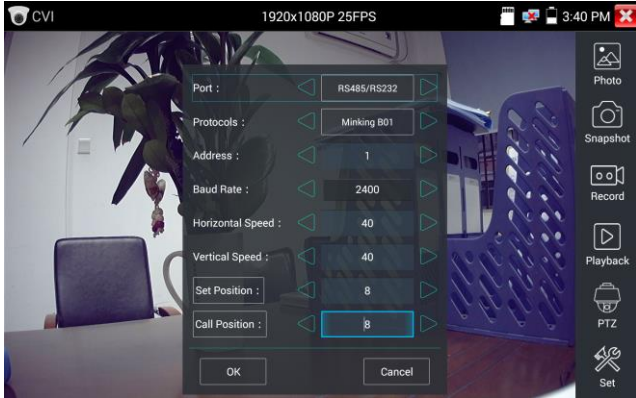 CVI 1920x1080P 25FPS 3:40 PM
Port : RS485/RS232
Protocols : Minking B01
Address : 1
Baud Rate : 2400
Horizontal Speed : 40
Vertical Speed : 40
Set Position : 8
Call Position : 8
OK Cancel
Photo
Snapshot
Record
Playback
PTZ
Set